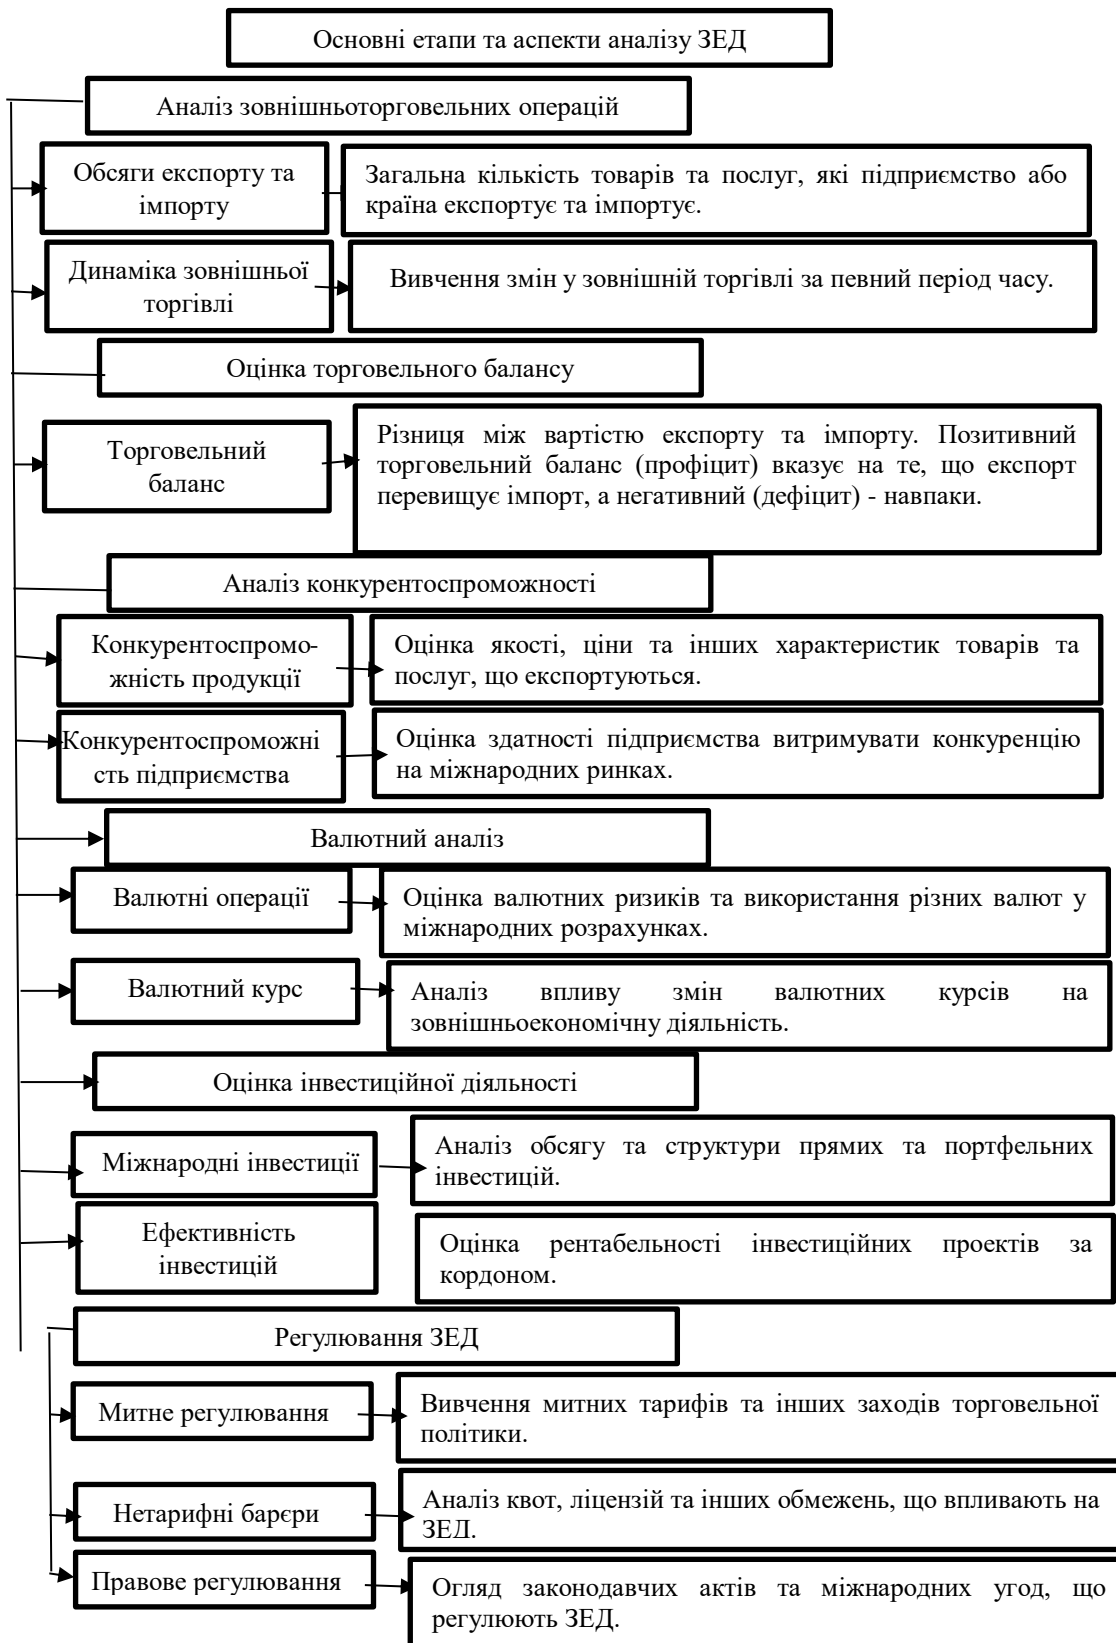 Основні етапи та аспекти аналізу ЗЕД
Аналіз зовнішньоторговельних операцій
Обсяги експорту та
імпорту
Загальна кількість товарів та послуг, які підприємство або
країна експортує та імпортує.
Динаміка зовнішньої
торгівлі
Вивчення змін у зовнішній торгівлі за певний період часу.
Оцінка торговельного балансу
Торговельний
баланс
Різниця між вартістю експорту та імпорту. Позитивний
торговельний баланс (профіцит) вказує на те, що експорт
перевищує імпорт, а негативний (дефіцит) - навпаки.
Аналіз конкурентоспроможності
Конкурентоспромо-
жність продукції
Оцінка якості, ціни та інших характеристик товарів та
послуг, що експортуються.
Конкурентоспроможні
сть підприємства
Оцінка здатності підприємства витримувати конкуренцію
на міжнародних ринках.
Валютний аналіз
Валютні операції
Оцінка валютних ризиків та використання різних валют у
міжнародних розрахунках.
Валютний курс
Аналіз впливу змін валютних курсів на
зовнішньоекономічну діяльність.
Оцінка інвестиційної діяльності
Міжнародні інвестиції
Аналіз обсягу та структури прямих та портфельних
інвестицій.
Ефективність
інвестицій
Оцінка рентабельності інвестиційних проектів за
кордоном.
Регулювання ЗЕД
Митне регулювання
Вивчення митних тарифів та інших заходів торговельної
політики.
Нетарифні барєри
Аналіз квот, ліцензій та інших обмежень, що впливають на
ЗЕД.
Правове регулювання
Огляд законодавчих актів та міжнародних угод, що
регулюють ЗЕД.